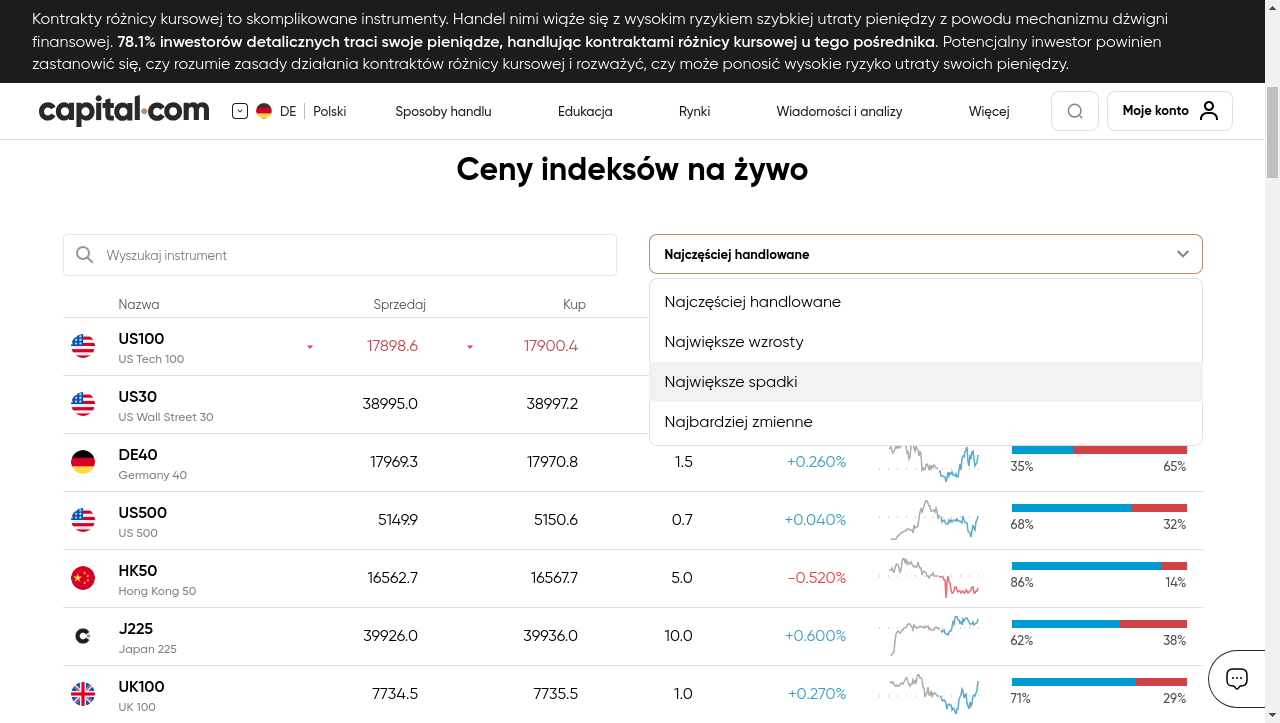 Kontrakty różnicy kursowej to skomplikowane instrumenty. Handel nimi wiąże się z wysokim ryzykiem szybkiej utraty pieniędzy z powodu mechanizmu dźwigni
finansowej. 78.1% inwestorów detalicznych traci swoje pieniądze, handlując kontraktami różnicy kursowej u tego pośrednika. Potencjalny inwestor powinien
zastanowić się, czy rozumie zasady działania kontraktów różnicy kursowej i rozważyć, czy może ponosić wysokie ryzyko utraty swoich pieniędzy.
capital.com DE Polski Sposoby handlu Edukacja Rynki Wiadomości i analizy Więcej Moje konto
Ceny indeksów na żywo
Wyszukaj instrument Najczęściej handlowane
Nazwa Sprzedaj Kup
Najczęściej handlowane
Największe wzrosty
Największe spadki
Najbardziej zmienne
US100 17898.6 17900.4
US Tech 100
US30 38995.0 38997.2
US Wall Street 30
DE40 17969.3 17970.8 1.5 +0.260% 35% 65%
Germany 40
US500 5149.9 5150.6 0.7 +0.040% 68% 32%
US 500
HK50 16562.7 16567.7 5.0 -0.520% 86% 14%
Hong Kong 50
J225 39926.0 39936.0 10.0 +0.600% 62% 38%
Japan 225
UK100 7734.5 7735.5 1.0 +0.270% 71% 29%
UK 100